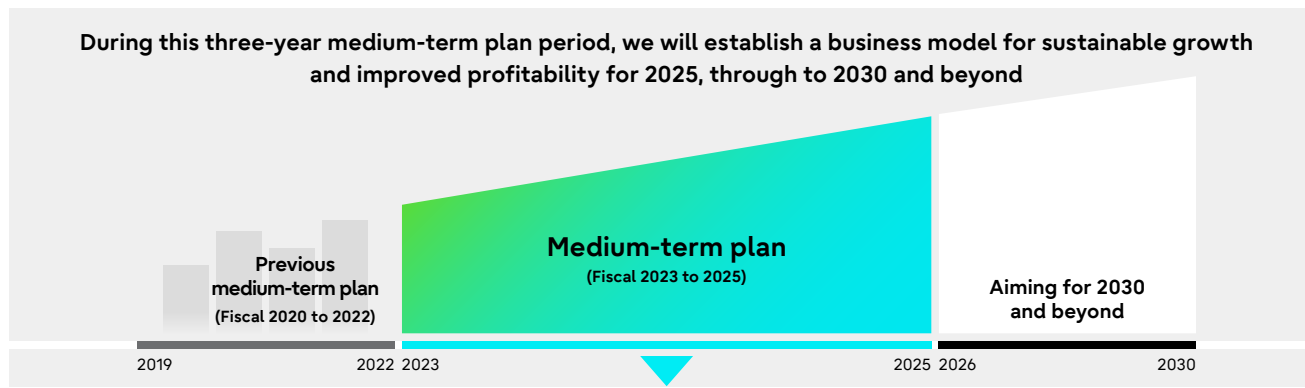 During this three-year medium-term plan period, we will establish a business model for sustainable growth
and improved profitability for 2025, through to 2030 and beyond
Previous
medium-term plan
(Fiscal 2020 to 2022)
Medium-term plan
(Fiscal 2023 to 2025)
Aiming for 2030
and beyond
2019 2022 2023 2025 2026 2030